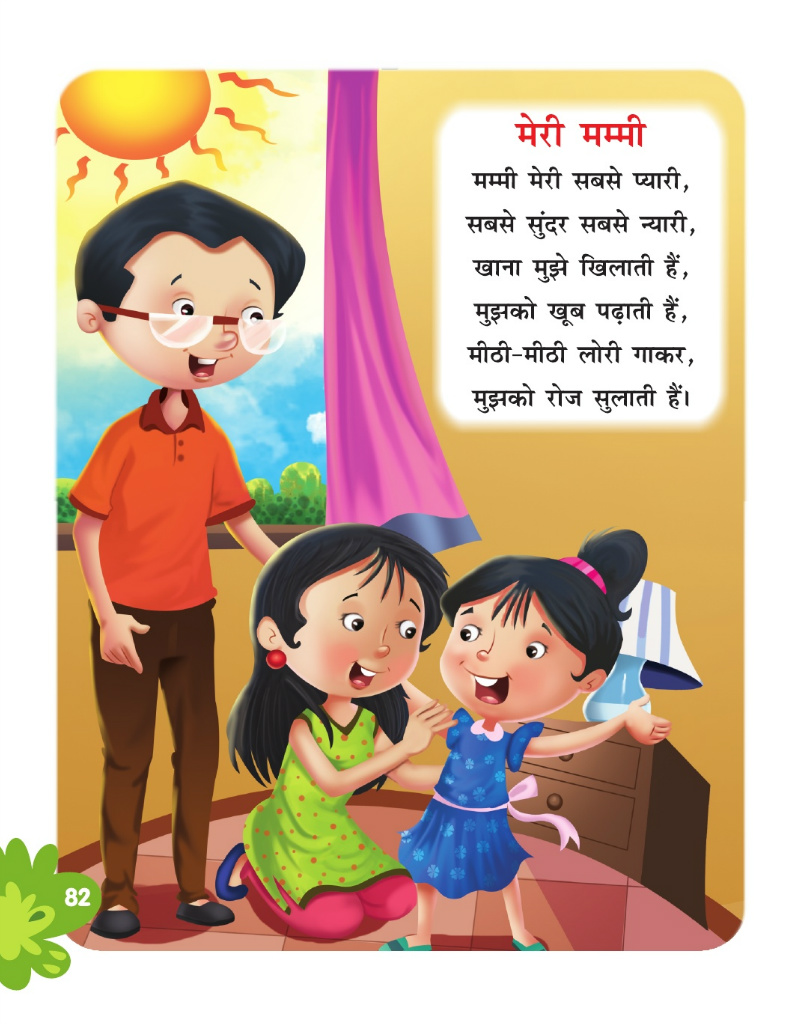 मेरी मम्मी
मम्मी मेरी सबसे प्यारी,
सबसे सुंदर सबसे न्यारी,
खाना मुझे खिलाती हैं,
मुझको खूब पढ़ाती हैं,
मीठी-मीठी लोरी गाकर,
मुझको रोज सुलाती हैं।
82